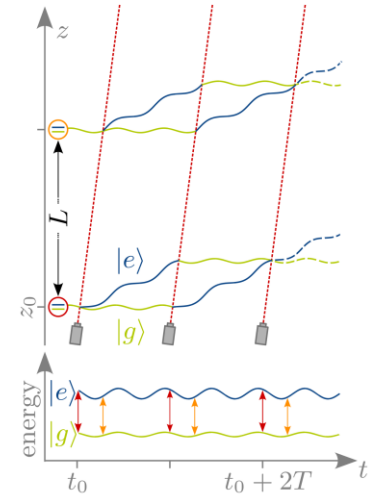 z
L
|e⟩
z₀
|g⟩
energy
|e⟩
|g⟩
t₀
t₀ + 2T
t